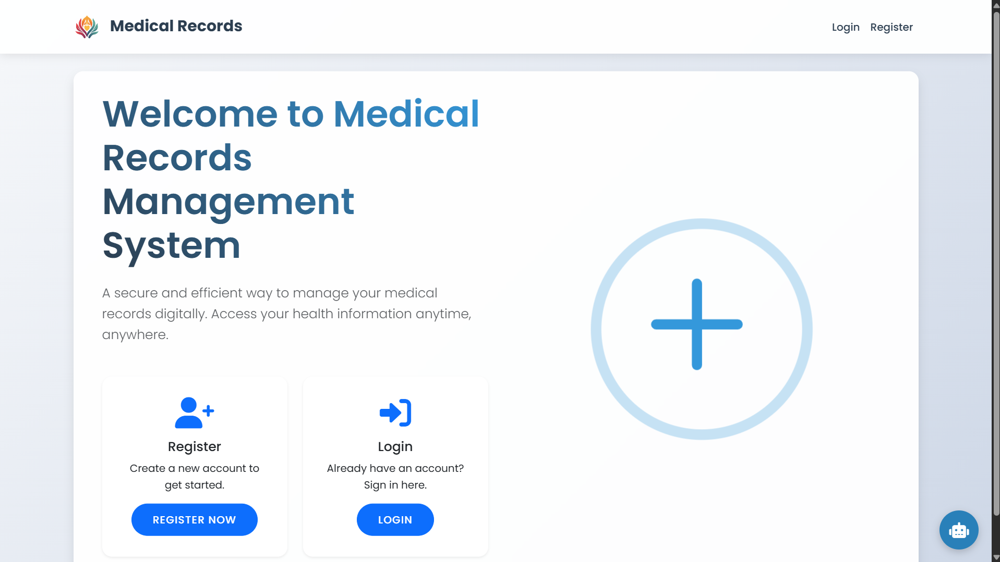 Medical Records
Login
Register
Welcome to Medical
Records
Management
System
A secure and efficient way to manage your medical
records digitally. Access your health information anytime,
anywhere.
Register
Create a new account to
get started.
REGISTER NOW
Login
Already have an account?
Sign in here.
LOGIN